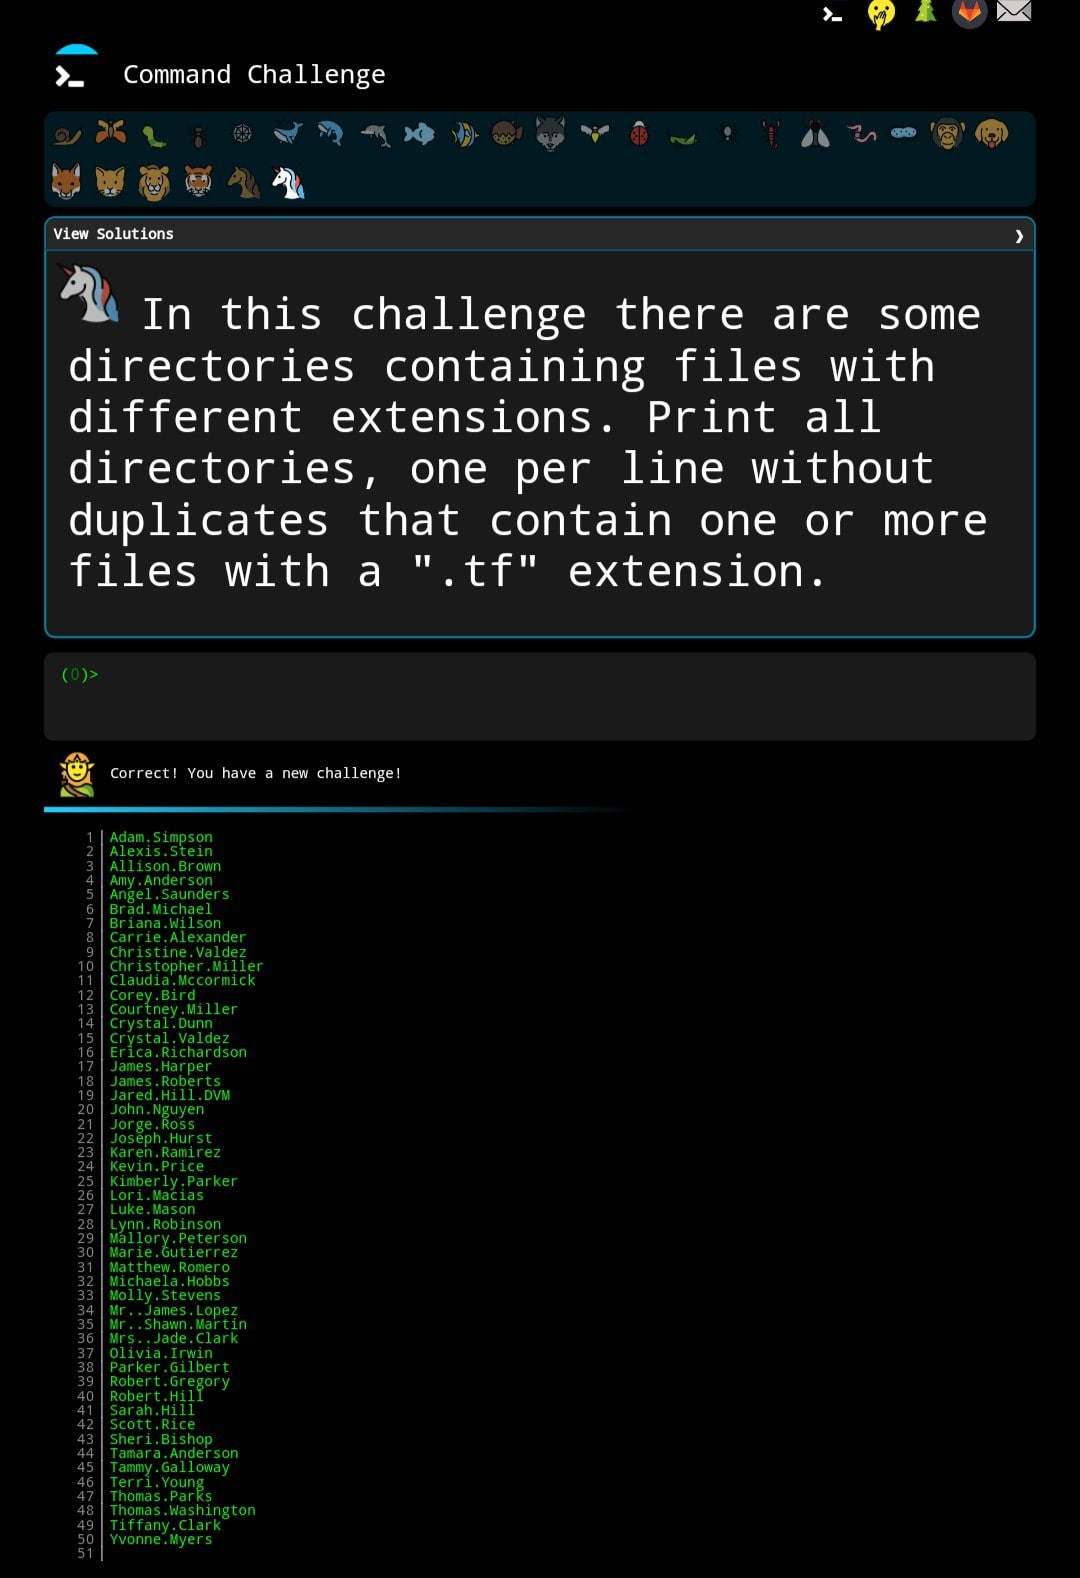 Command Challenge
View Solutions
In this challenge there are some
directories containing files with
different extensions. Print all
directories, one per line without
duplicates that contain one or more
files with a ".tf" extension.
(0)>
Correct! You have a new challenge!
1 Adam.Simpson
2 Alexis.Stein
3 Allison.Brown
4 Amy.Anderson
5 Angel.Saunders
6 Brad.Michael
7 Briana.Wilson
8 Carrie.Alexander
9 Christine.Valdez
10 Christopher.Miller
11 Claudia.Mccormick
12 Corey.Bird
13 Courtney.Miller
14 Crystal.Dunn
15 Crystal.Valdez
16 Erica.Richardson
17 James.Harper
18 James.Roberts
19 Jared.Hill.DVM
20 John.Nguyen
21 Jorge.Ross
22 Joseph.Hurst
23 Karen.Ramirez
24 Kevin.Price
25 Kimberly.Parker
26 Lori.Macias
27 Luke.Mason
28 Lynn.Robinson
29 Mallory.Peterson
30 Marie.Gutierrez
31 Matthew.Romero
32 Michaela.Hobbs
33 Molly.Stevens
34 Mr..James.Lopez
35 Mr..Shawn.Martin
36 Mrs..Jade.Clark
37 Olivia.Irwin
38 Parker.Gilbert
39 Robert.Gregory
40 Robert.Hill
41 Sarah.Hill
42 Scott.Rice
43 Sheri.Bishop
44 Tamara.Anderson
45 Tammy.Galloway
46 Terri.Young
47 Thomas.Parks
48 Thomas.Washington
49 Tiffany.Clark
50 Yvonne.Myers
51